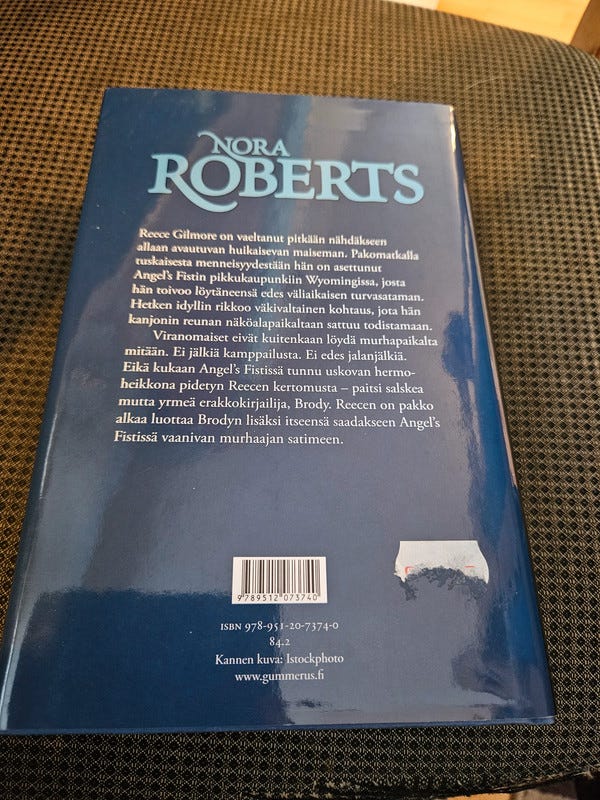 NORA
ROBERTS
Reece Gilmore on vaeltanut pitkään nähdäkseen
allaan avautuvan huikaisevan maiseman. Pakomatkalla
tuskaisesta menneisyydestään hän on asettunut
Angel's Fistin pikkukaupunkiin Wyomingissa, josta
hän toivoo löytäneensä edes väliaikaisen turvasataman.
Hetken idyllin rikkoo väkivaltainen kohtaus, jota hän
kanjonin reunan näköalapaikaltaan sattuu todistamaan.
Viranomaiset eivät kuitenkaan löydä murhapaikalta
mitään. Ei jälkiä kamppailusta. Ei edes jalanjälkiä.
Eikä kukaan Angel's Fistissä tunnu uskovan hermo-
heikkona pidetyn Reecen kertomusta – paitsi salskea
mutta yrmeä erakkokirjailija, Brody. Reecen on pakko
alkaa luottaa Brodyn lisäksi itseensä saadakseen Angel's
Fistissä vaanivan murhaajan satimeen.
9 789512 073740
ISBN 978-951-20-7374-0
84.2
Kannen kuva: Istockphoto
www.gummerus.fi